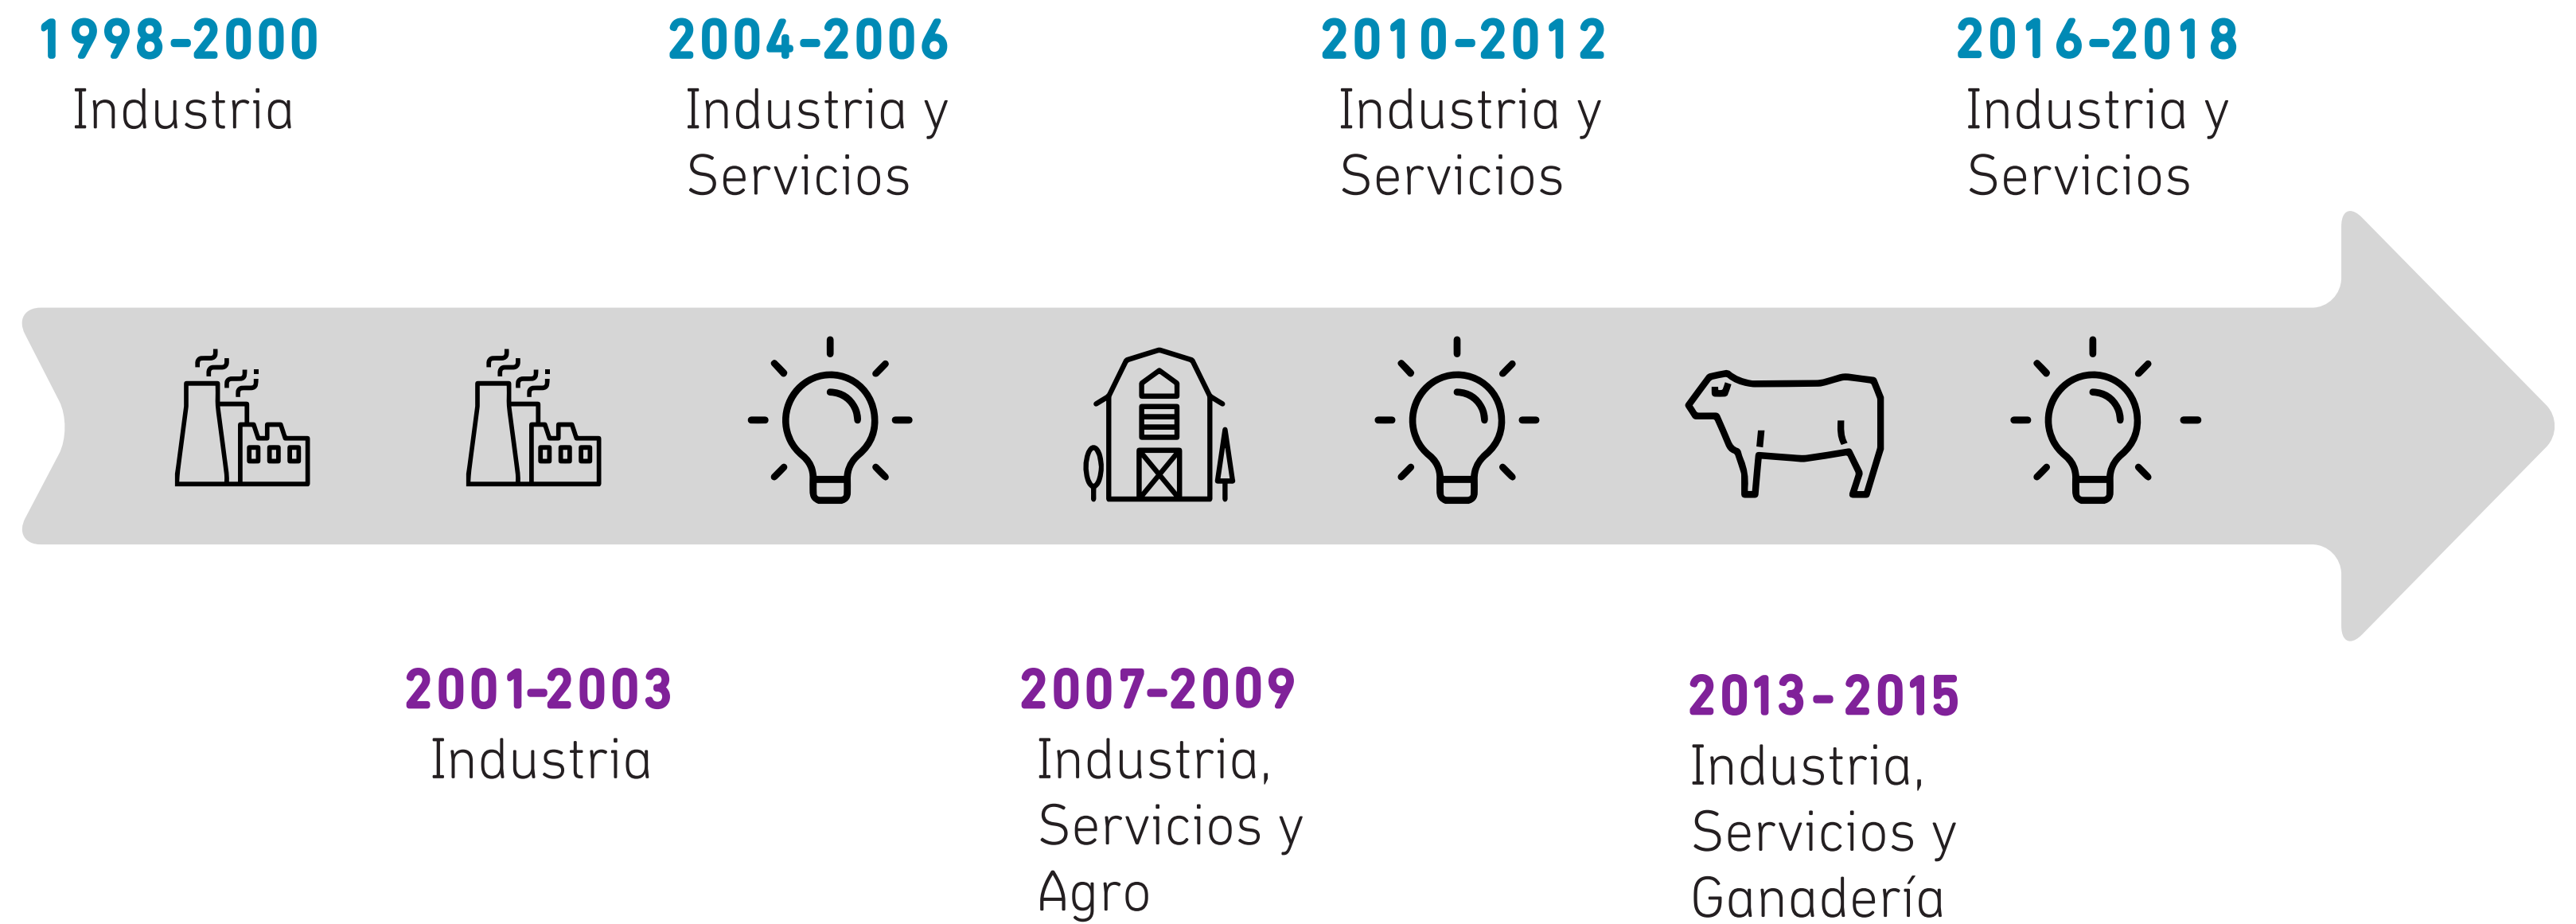 1998-2000
Industria
2004-2006
Industria y
Servicios
2010-2012
Industria y
Servicios
2016-2018
Industria y
Servicios
2001-2003
Industria
2007-2009
Industria,
Servicios y
Agro
2013-2015
Industria,
Servicios y
Ganadería